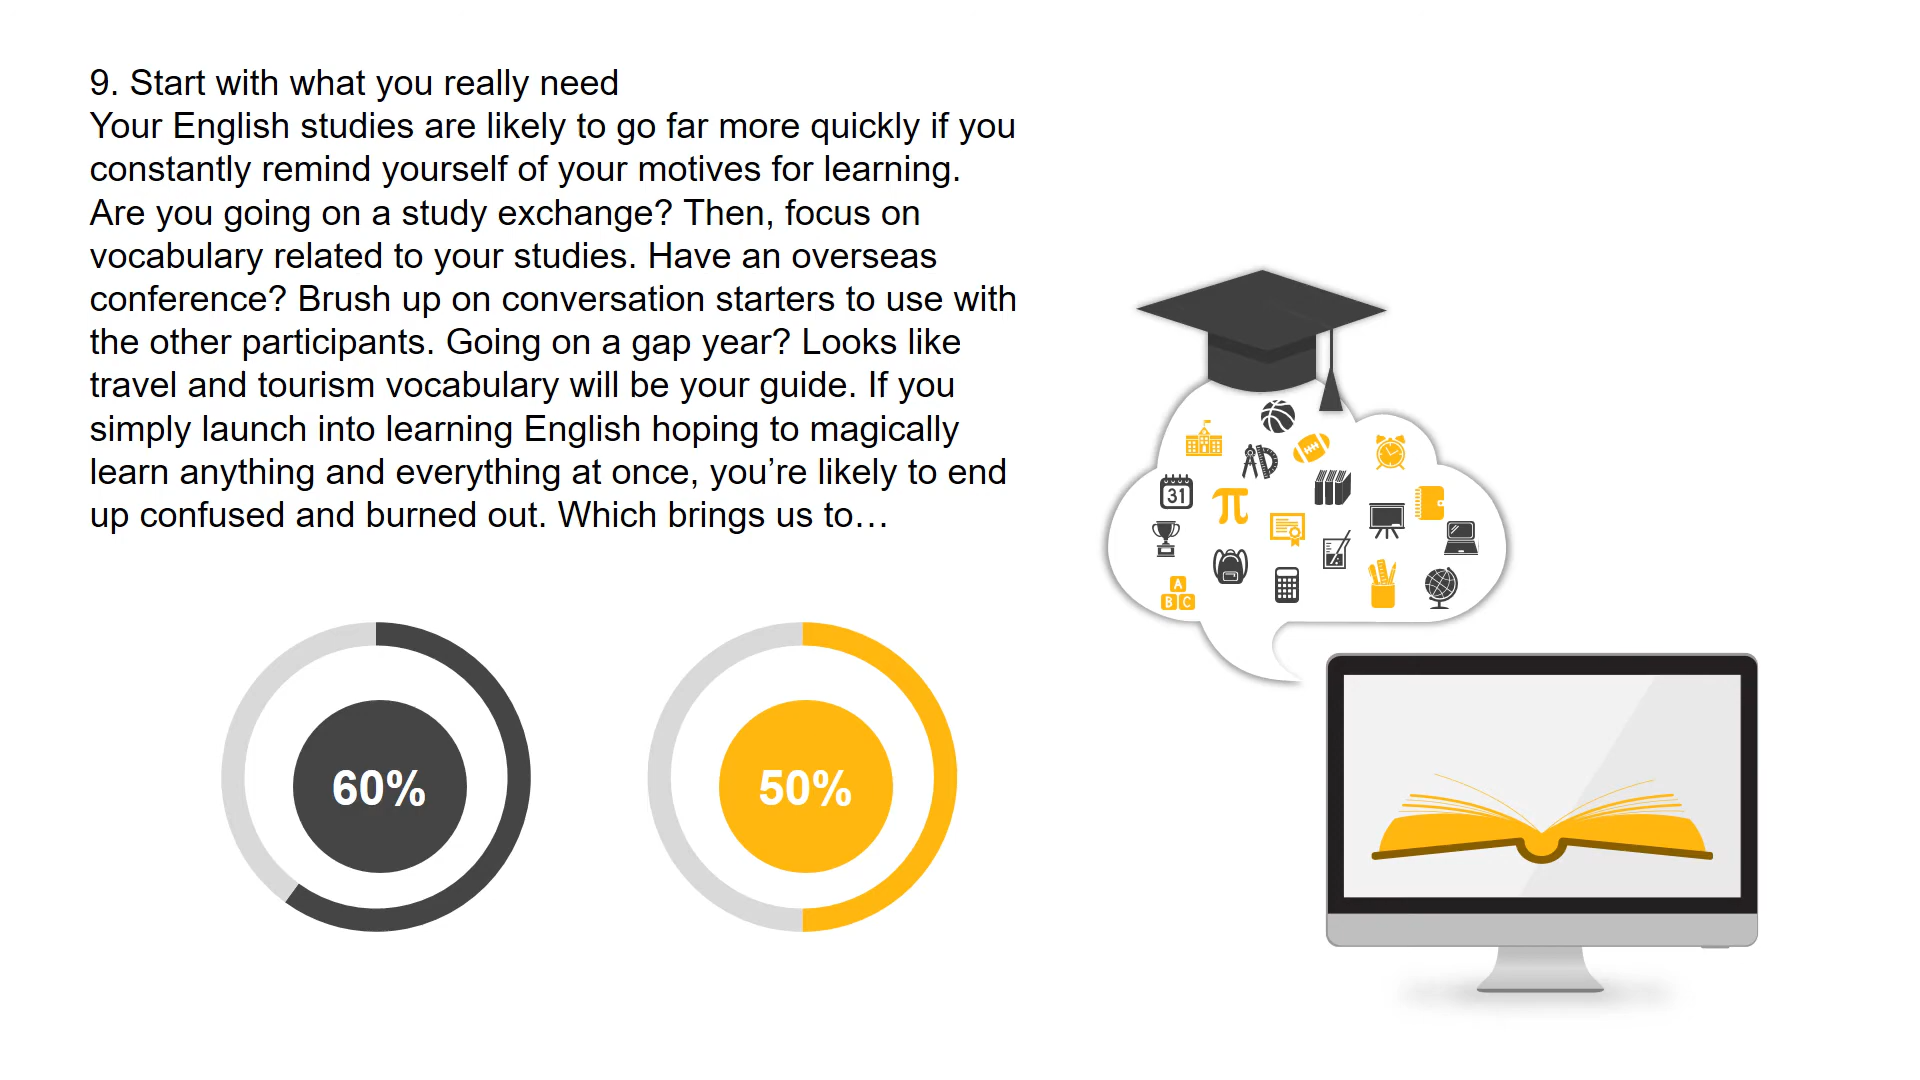 9. Start with what you really need
Your English studies are likely to go far more quickly if you
constantly remind yourself of your motives for learning.
Are you going on a study exchange? Then, focus on
vocabulary related to your studies. Have an overseas
conference? Brush up on conversation starters to use with
the other participants. Going on a gap year? Looks like
travel and tourism vocabulary will be your guide. If you
simply launch into learning English hoping to magically
learn anything and everything at once, you’re likely to end
up confused and burned out. Which brings us to…
31
π
A
B C
60%
50%